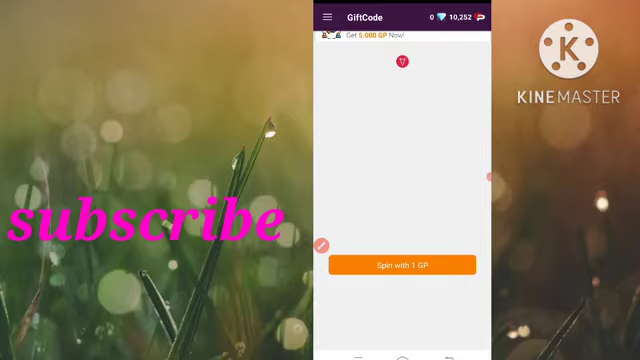 GiftCode
0
10,252
Get 5,000 GP Now!
subscribe
Spin with 1 GP
K
KINEMASTER